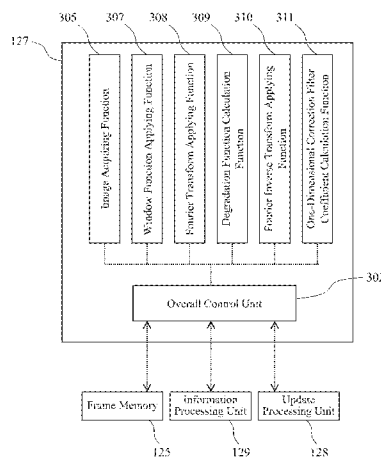 305 307 308 309 310 311
127
Image Acquiring Function
Window Function Applying Function
Fourier Transform Applying Function
Degradation Function Calculation
Function
Fourier Inverse Transform Applying
Function
One-Dimensional Correction Filter
Coefficient Calculation Function
302
Overall Control Unit
Frame Memory
Information
Processing Unit
Update
Processing Unit
125 129 128